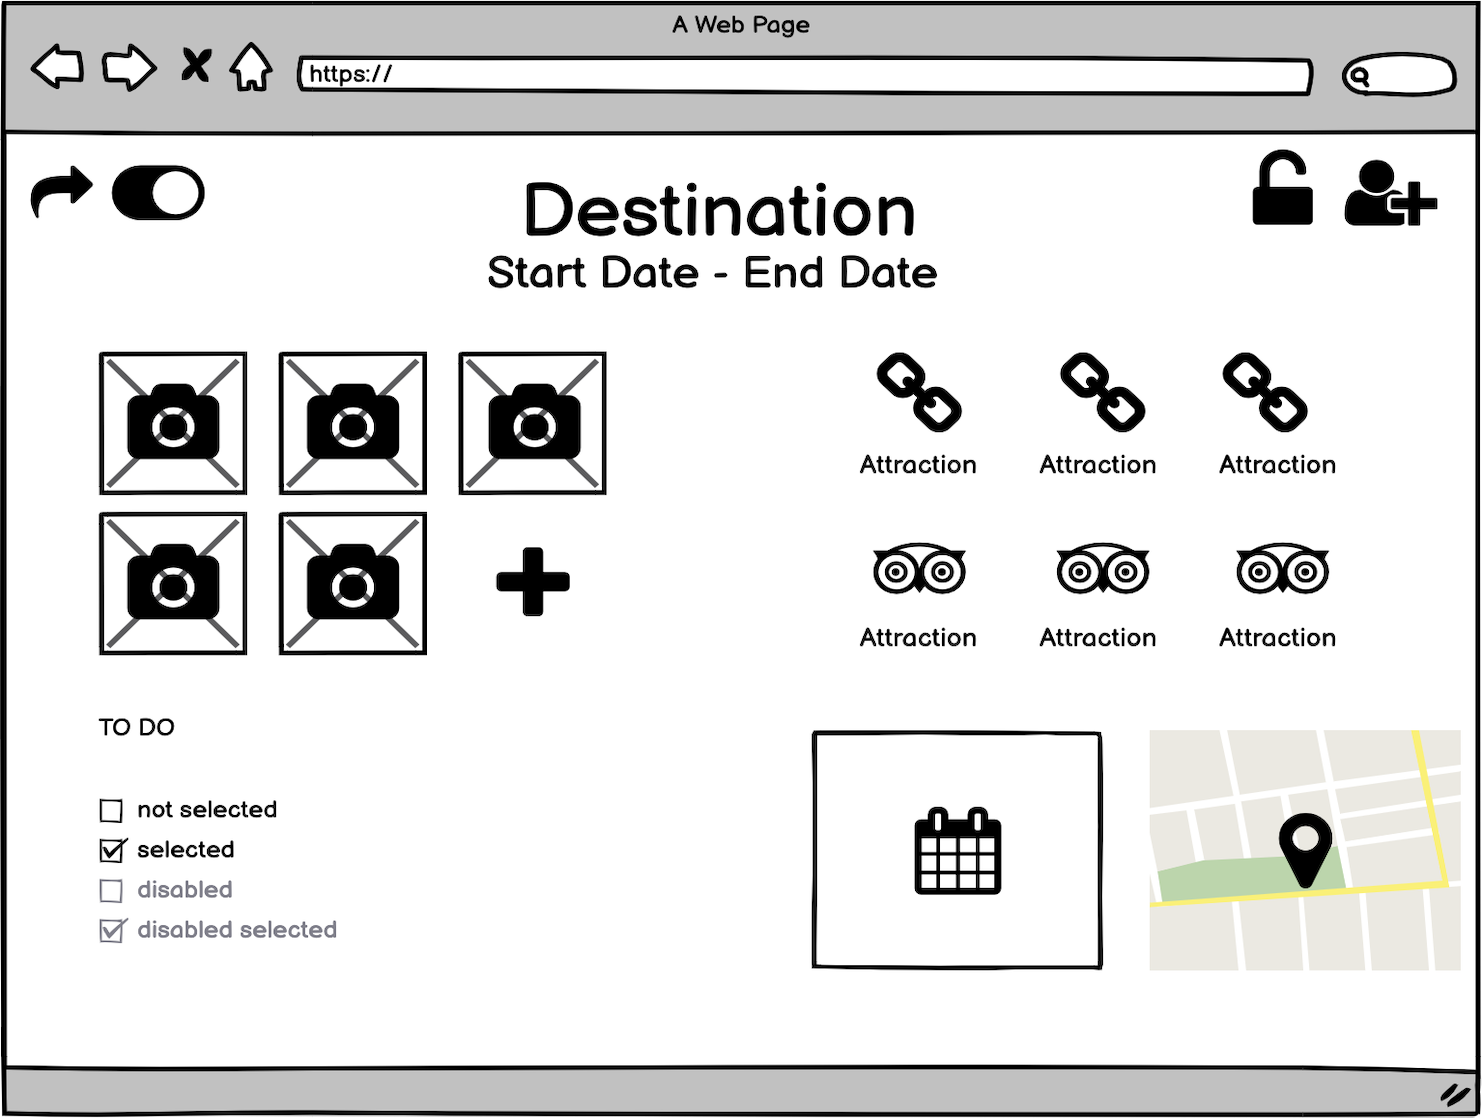 A Web Page
https://
Destination
Start Date - End Date
Attraction
Attraction
Attraction
Attraction
Attraction
Attraction
TO DO
not selected
selected
disabled
disabled selected